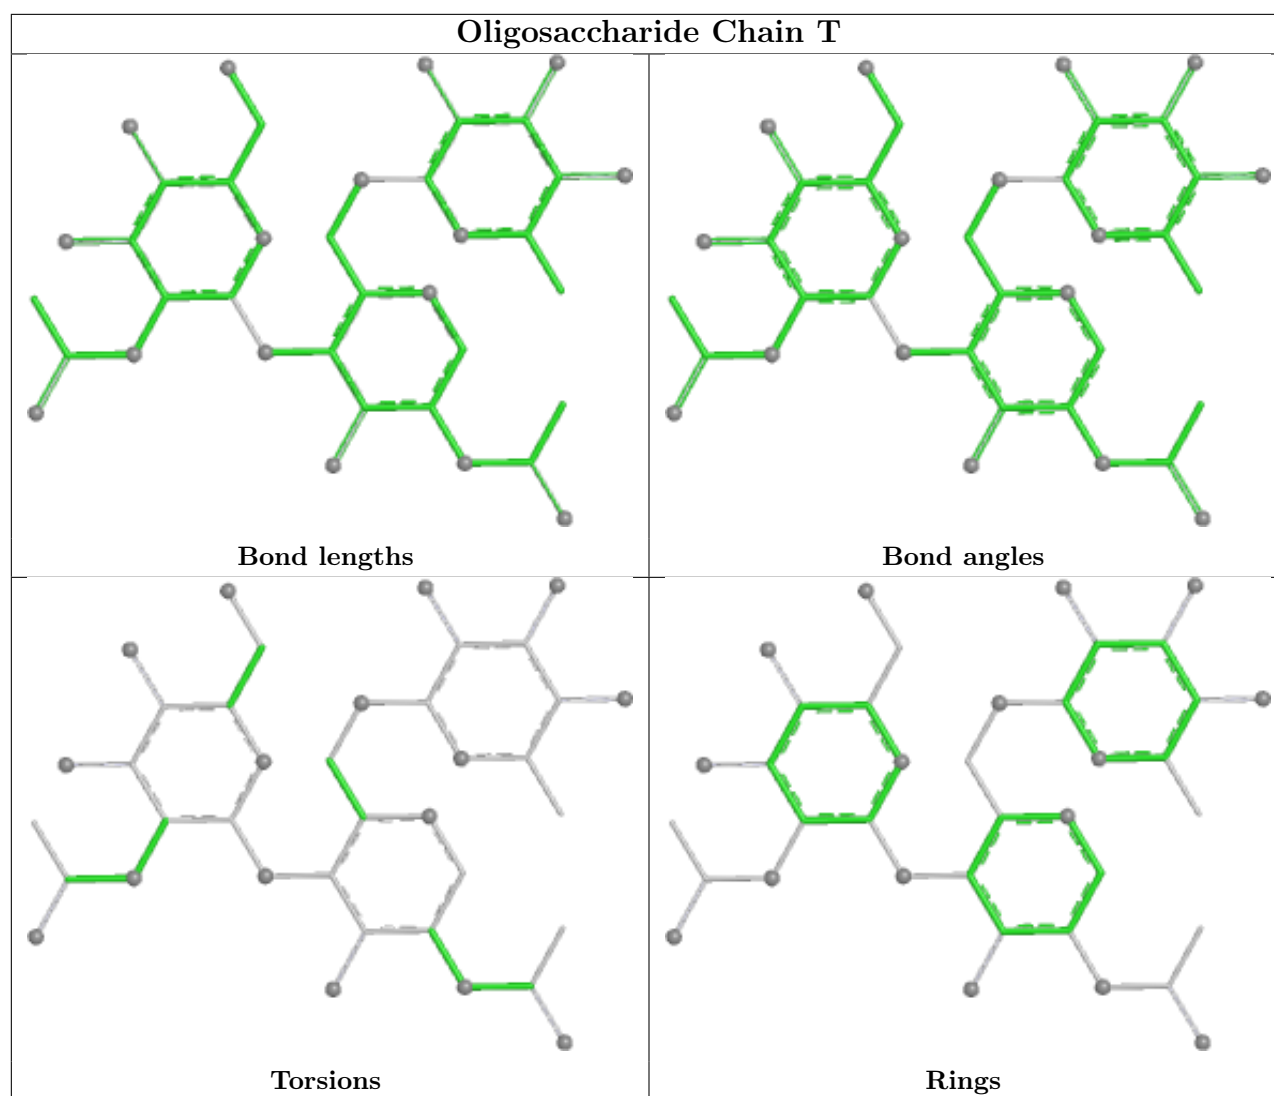 Oligosaccharide Chain T
Bond lengths
Bond angles
Torsions
Rings